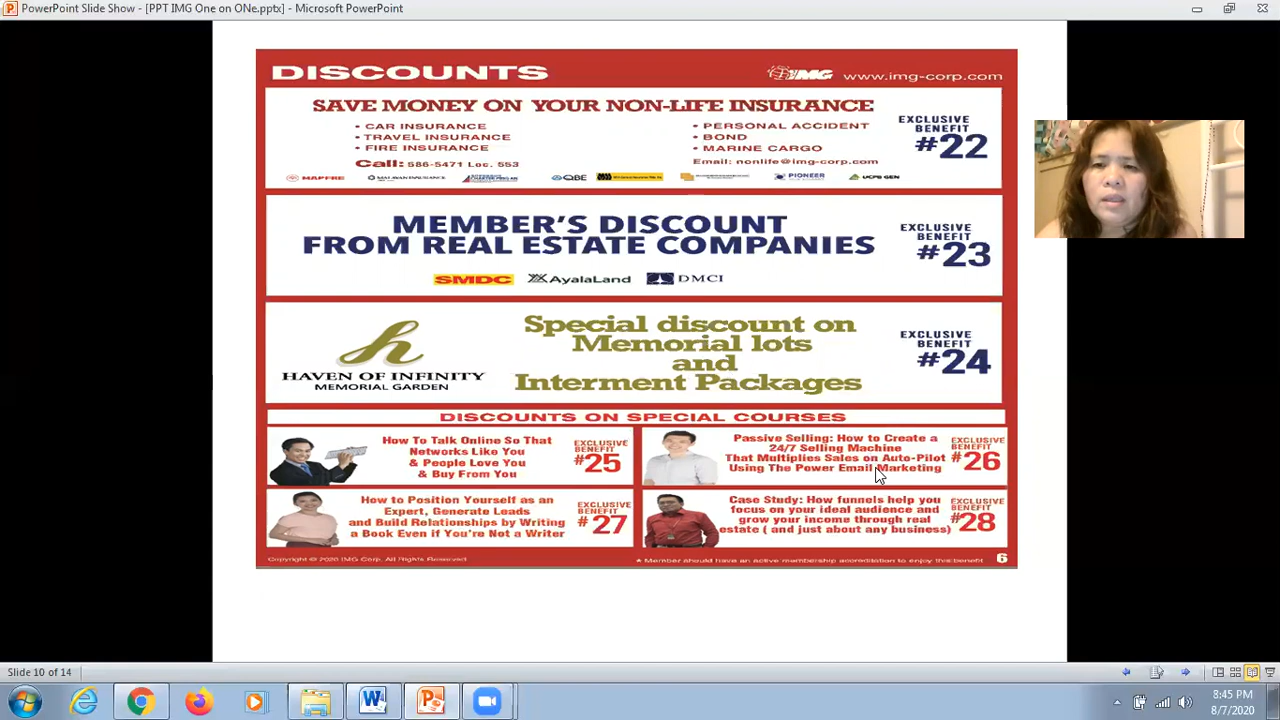 PowerPoint Slide Show - [PPT IMG One on ONe.pptx] - Microsoft PowerPoint
DISCOUNTS
IMG www.img-corp.com
SAVE MONEY ON YOUR NON-LIFE INSURANCE
• CAR INSURANCE
• TRAVEL INSURANCE
• FIRE INSURANCE
Call: 586-5471 Loc. 553
• PERSONAL ACCIDENT
• BOND
• MARINE CARGO
Email: nonlife@img-corp.com
EXCLUSIVE
BENEFIT
#22
MAPFRE
MALAYAN INSURANCE
QBE
PIONEER
UCPB GEN
MEMBER'S DISCOUNT
FROM REAL ESTATE COMPANIES
SMDC AyalaLand DMCI
EXCLUSIVE
BENEFIT
#23
h
HAVEN OF INFINITY
MEMORIAL GARDEN
Special discount on
Memorial lots
and
Interment Packages
EXCLUSIVE
BENEFIT
#24
DISCOUNTS ON SPECIAL COURSES
How To Talk Online So That
Networks Like You
& People Love You
& Buy From You
EXCLUSIVE
BENEFIT
#25
Passive Selling: How to Create a
24/7 Selling Machine
That Multiplies Sales on Auto-Pilot
Using The Power Email Marketing
EXCLUSIVE
BENEFIT
#26
How to Position Yourself as an
Expert, Generate Leads
and Build Relationships by Writing
a Book Even if You're Not a Writer
EXCLUSIVE
BENEFIT
#27
Case Study: How funnels help you
focus on your ideal audience and
grow your income through real
estate ( and just about any business)
EXCLUSIVE
BENEFIT
#28
Copyright © 2020 IMG Corp. All Rights Reserved
* Member should have an active membership accreditation to enjoy this benefit
6
Slide 10 of 14
8:45 PM
8/7/2020